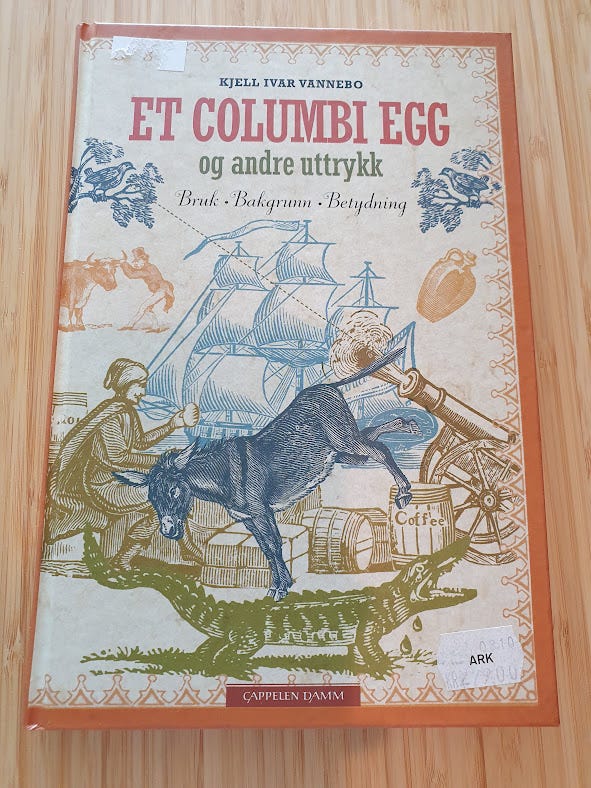 KJELL IVAR VANNEBO
ET COLUMBI EGG
og andre uttrykk
Bruk • Bakgrunn • Betydning
Coffee
ARK
CAPPELEN DAMM